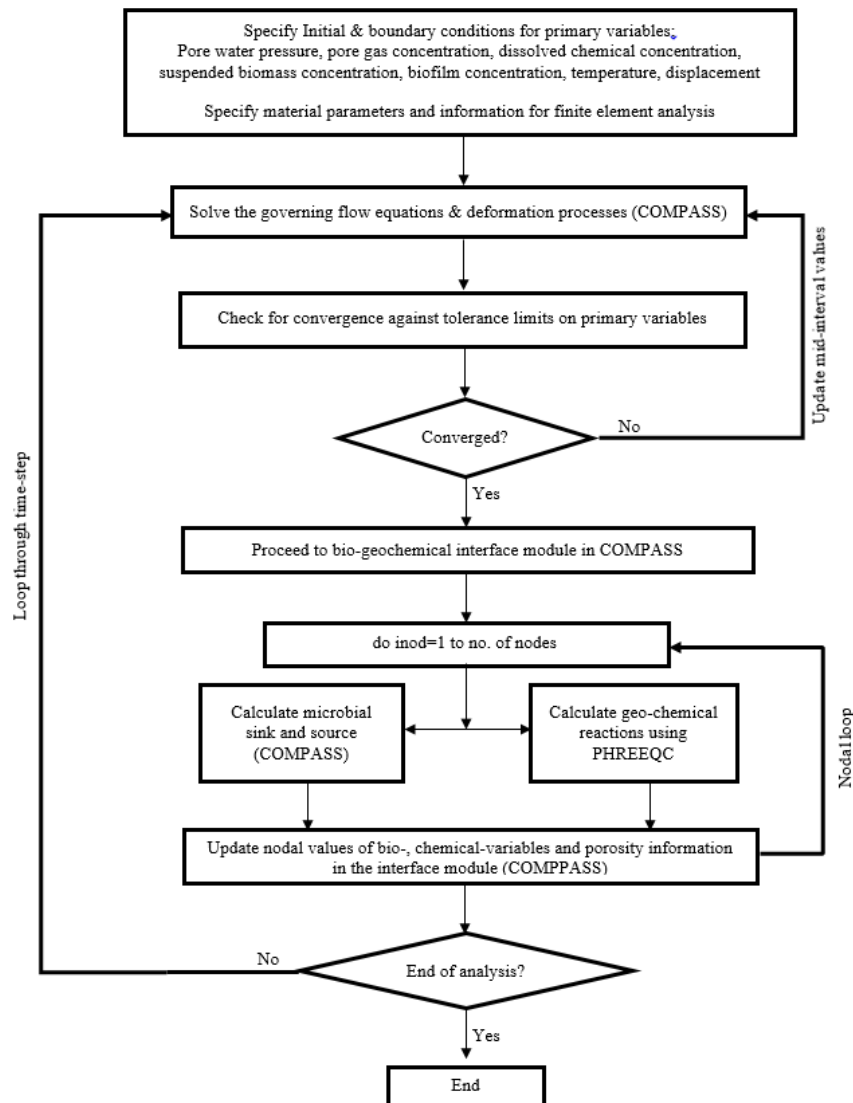 Specify Initial & boundary conditions for primary variables;
Pore water pressure, pore gas concentration, dissolved chemical concentration,
suspended biomass concentration, biofilm concentration, temperature, displacement
Specify material parameters and information for finite element analysis
Solve the governing flow equations & deformation processes (COMPASS)
Check for convergence against tolerance limits on primary variables
Update mid-interval values
Converged?
No
Yes
Loop through time-step
Proceed to bio-geochemical interface module in COMPASS
do inod=1 to no. of nodes
Calculate microbial
sink and source
(COMPASS)
Calculate geo-chemical
reactions using
PHREEQC
Nodal loop
Update nodal values of bio-, chemical-variables and porosity information
in the interface module (COMPPASS)
No
End of analysis?
Yes
End